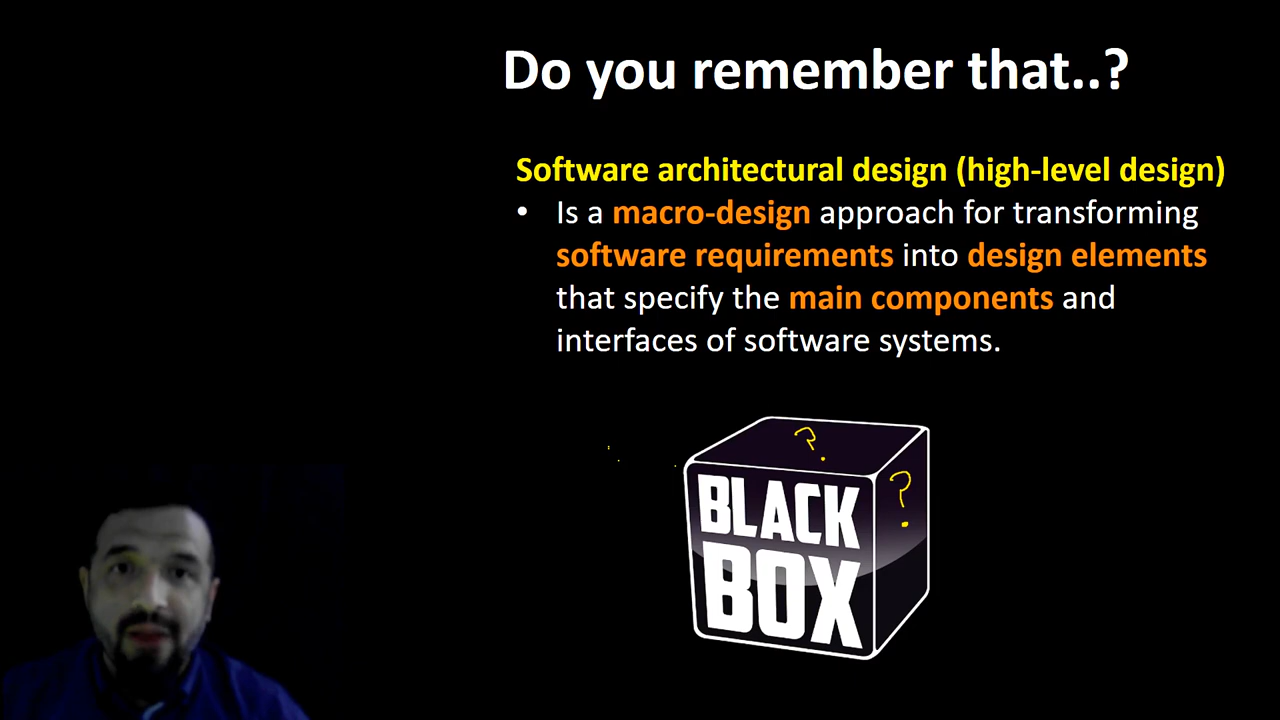 Do you remember that..?
Software architectural design (high-level design)
• Is a macro-design approach for transforming
software requirements into design elements
that specify the main components and
interfaces of software systems.
?
?
BLACK
BOX